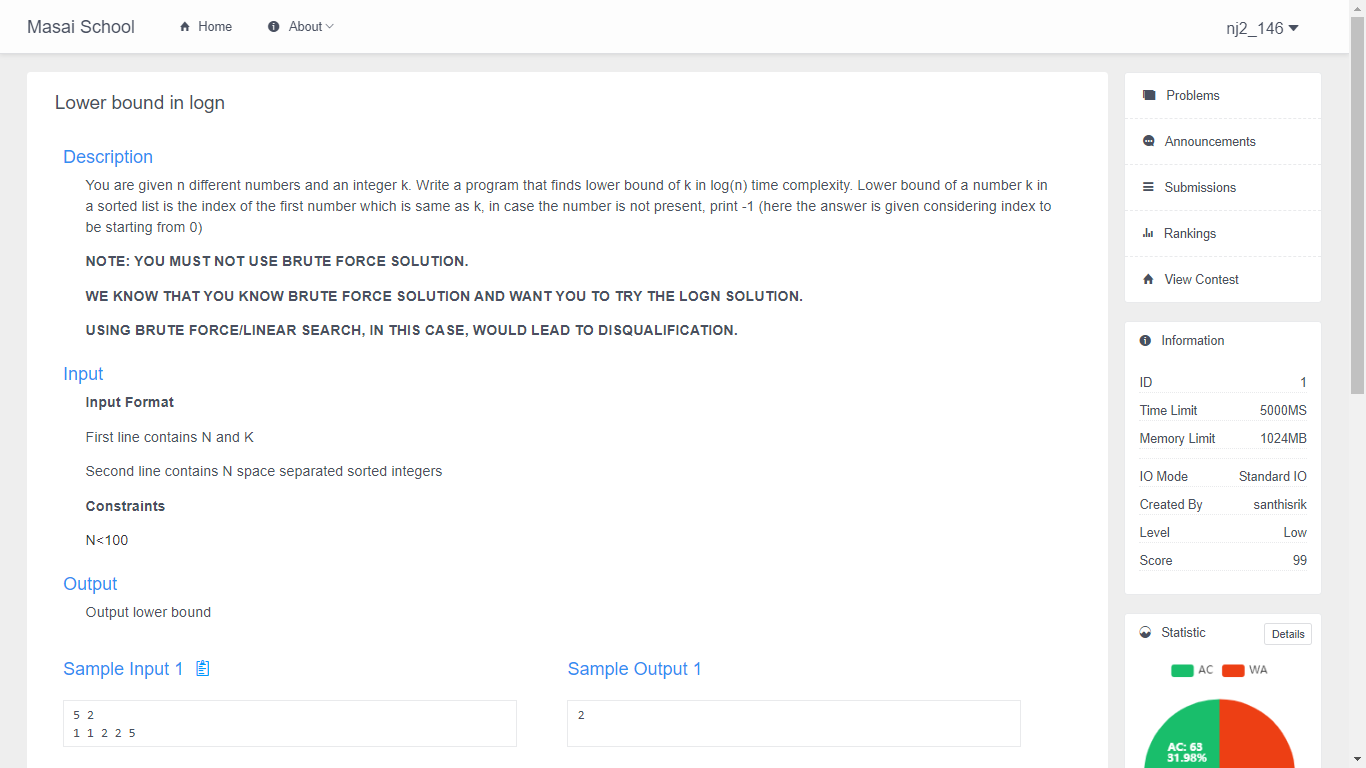 Masai School
Home
About
nj2_146
Lower bound in logn
Description
You are given n different numbers and an integer k. Write a program that finds lower bound of k in log(n) time complexity. Lower bound of a number k in
a sorted list is the index of the first number which is same as k, in case the number is not present, print -1 (here the answer is given considering index to
be starting from 0)
NOTE: YOU MUST NOT USE BRUTE FORCE SOLUTION.
WE KNOW THAT YOU KNOW BRUTE FORCE SOLUTION AND WANT YOU TO TRY THE LOGN SOLUTION.
USING BRUTE FORCE/LINEAR SEARCH, IN THIS CASE, WOULD LEAD TO DISQUALIFICATION.
Input
Input Format
First line contains N and K
Second line contains N space separated sorted integers
Constraints
N<100
Output
Output lower bound
Sample Input 1
5 2
1 1 2 2 5
Sample Output 1
2
Problems
Announcements
Submissions
Rankings
View Contest
Information
ID 1
Time Limit 5000MS
Memory Limit 1024MB
IO Mode Standard IO
Created By santhisrik
Level Low
Score 99
Statistic
Details
AC WA
AC: 63
31.98%